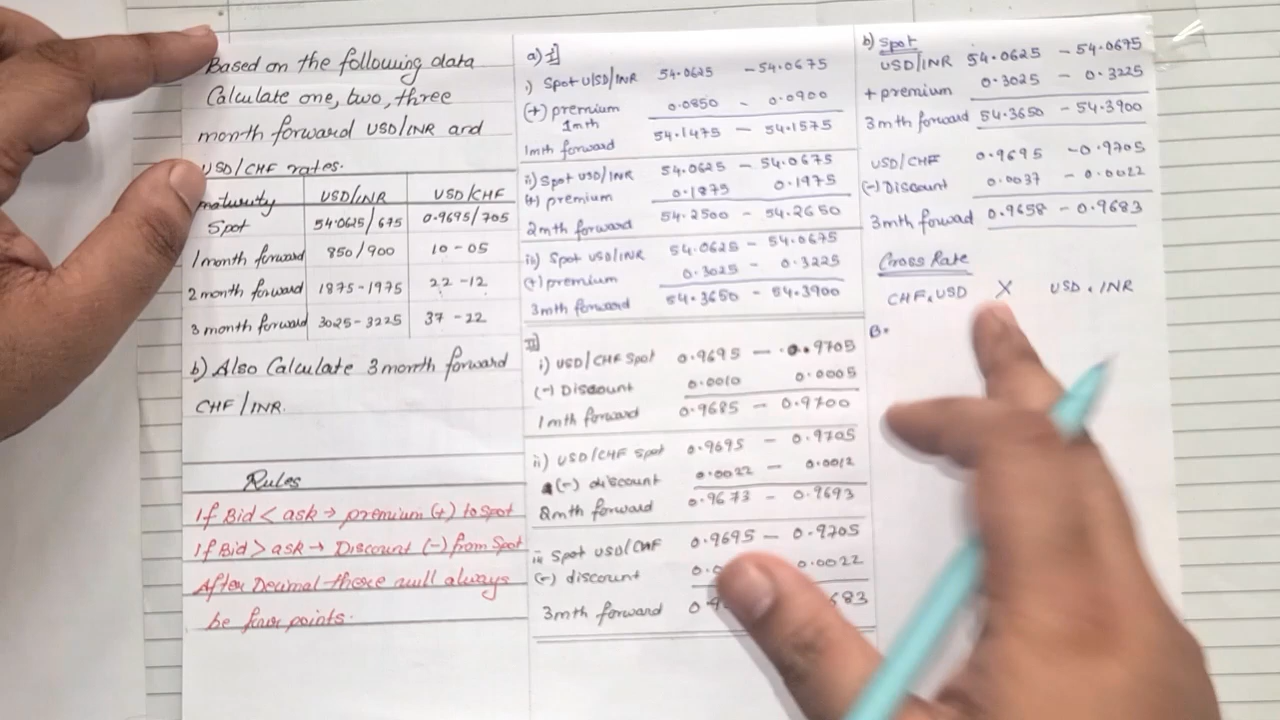 Based on the following data
Calculate one, two, three
month forward USD/INR and
USD/CHF rates.
maturity USD/INR USD/CHF
Spot 54.0625/675 0.9695/705
1 month forward 850/900 10-05
2 month forward 1875-1975 22-12
3 month forward 3025-3225 37-22
b) Also Calculate 3 month forward
CHF/INR.
Rules
If Bid < ask → premium (+) to spot
If Bid > ask → Discount (-) from Spot
After Decimal there will always
be four points.
a) I]
i) Spot USD/INR 54.0625 - 54.0675
(+) premium 0.0850 - 0.0900
1mth
1mth forward 54.1475 - 54.1575
ii) Spot USD/INR 54.0625 - 54.0675
(+) premium 0.1875 0.1975
2mth forward 54.2500 - 54.2650
iii) Spot USD/INR 54.0625 - 54.0675
(+) premium 0.3025 - 0.3225
3mth forward 54.3650 - 54.3900
II]
i) USD/CHF Spot 0.9695 - 0.9705
(-) Discount 0.0010 0.0005
1mth forward 0.9685 - 0.9700
ii) USD/CHF Spot 0.9695 - 0.9705
(-) discount 0.0022 - 0.0012
2mth forward 0.9673 - 0.9693
iii Spot USD/CHF 0.9695 - 0.9705
(-) discount 0.0022
3mth forward 683
b) Spot
USD/INR 54.0625 - 54.0675
+ premium 0.3025 - 0.3225
3mth forward 54.3650 - 54.3900
USD/CHF 0.9695 - 0.9705
(-) Discount 0.0037 - 0.0022
3mth forwad 0.9658 - 0.9683
Cross Rate
CHF.USD X USD.INR
B=